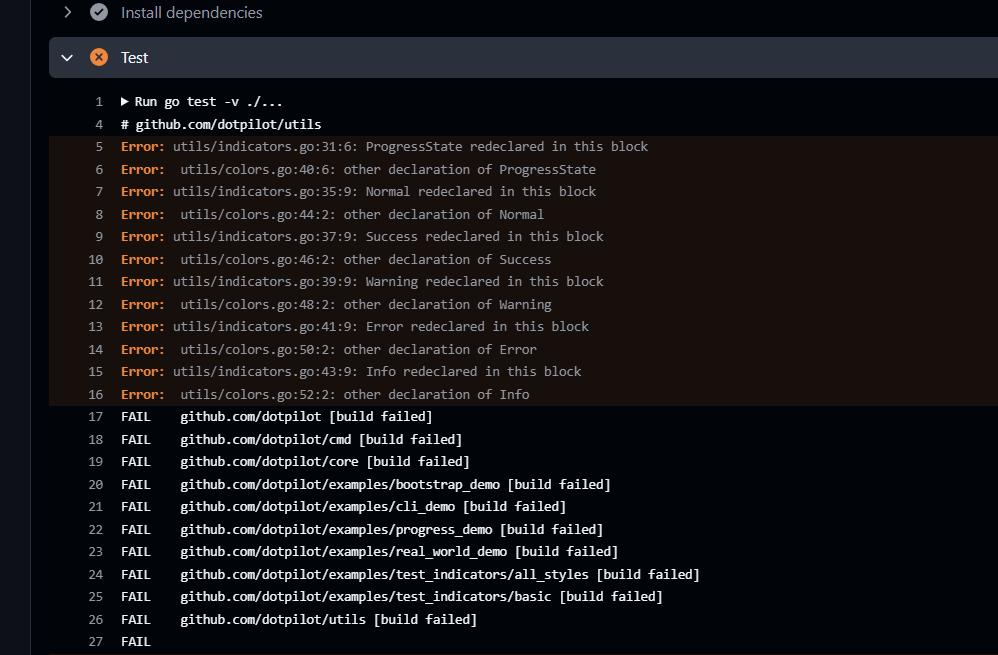 Install dependencies
Test
1 ▶ Run go test -v ./...
4 # github.com/dotpilot/utils
5 Error: utils/indicators.go:31:6: ProgressState redeclared in this block
6 Error:  utils/colors.go:40:6: other declaration of ProgressState
7 Error: utils/indicators.go:35:9: Normal redeclared in this block
8 Error:  utils/colors.go:44:2: other declaration of Normal
9 Error: utils/indicators.go:37:9: Success redeclared in this block
10 Error:  utils/colors.go:46:2: other declaration of Success
11 Error: utils/indicators.go:39:9: Warning redeclared in this block
12 Error:  utils/colors.go:48:2: other declaration of Warning
13 Error: utils/indicators.go:41:9: Error redeclared in this block
14 Error:  utils/colors.go:50:2: other declaration of Error
15 Error: utils/indicators.go:43:9: Info redeclared in this block
16 Error:  utils/colors.go:52:2: other declaration of Info
17 FAIL github.com/dotpilot [build failed]
18 FAIL github.com/dotpilot/cmd [build failed]
19 FAIL github.com/dotpilot/core [build failed]
20 FAIL github.com/dotpilot/examples/bootstrap_demo [build failed]
21 FAIL github.com/dotpilot/examples/cli_demo [build failed]
22 FAIL github.com/dotpilot/examples/progress_demo [build failed]
23 FAIL github.com/dotpilot/examples/real_world_demo [build failed]
24 FAIL github.com/dotpilot/examples/test_indicators/all_styles [build failed]
25 FAIL github.com/dotpilot/examples/test_indicators/basic [build failed]
26 FAIL github.com/dotpilot/utils [build failed]
27 FAIL